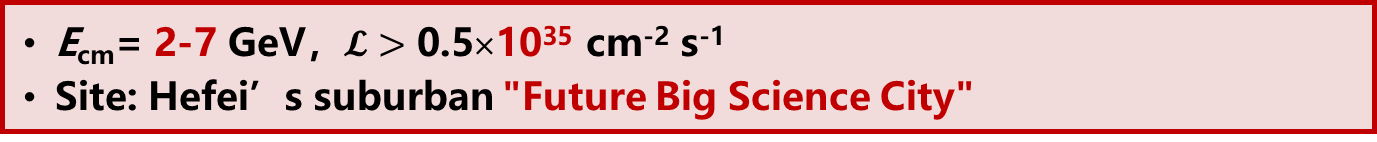 • Ecm= 2-7 GeV，ℒ > 0.5×10³⁵ cm⁻² s⁻¹
• Site: Hefei’s suburban "Future Big Science City"